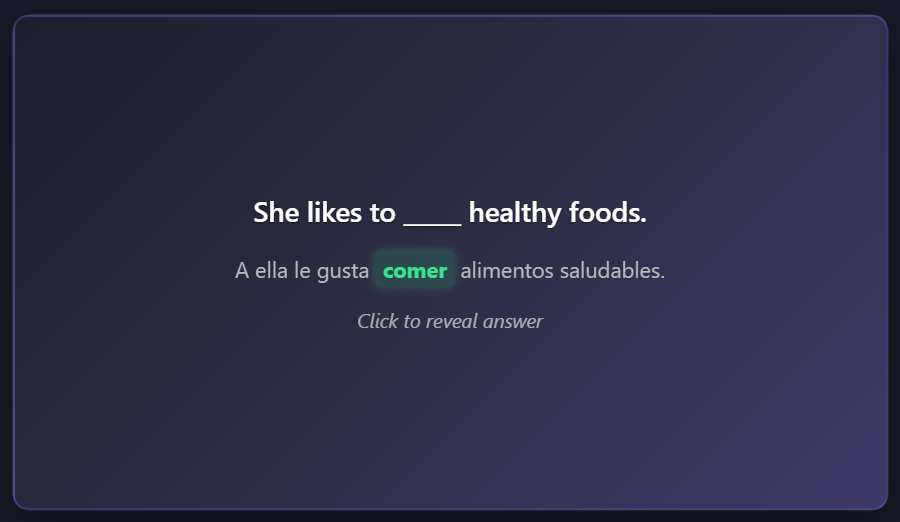 She likes to _____ healthy foods.
A ella le gusta comer alimentos saludables.
Click to reveal answer